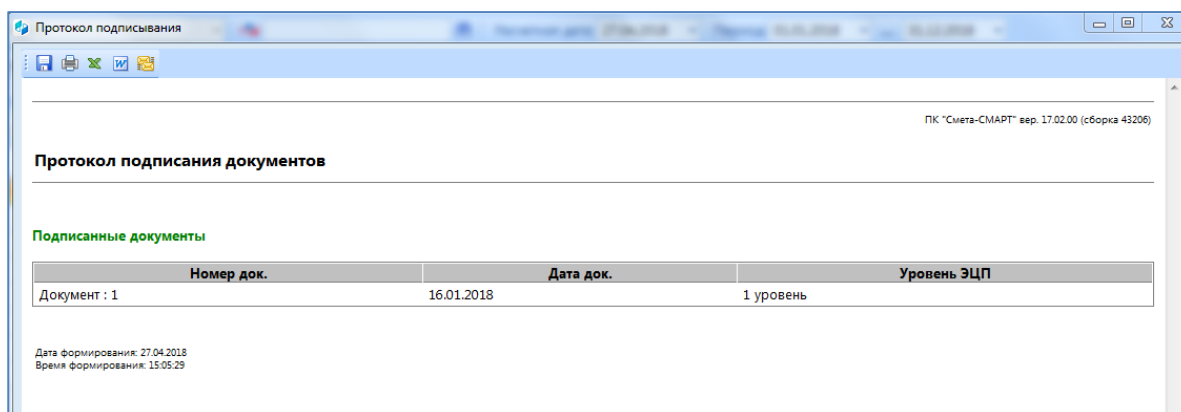 Протокол подписывания
ПК "Смета-СМАРТ" вер. 17.02.00 (сборка 43206)
Протокол подписания документов
Подписанные документы
Номер док. Дата док. Уровень ЭЦП
Документ : 1 16.01.2018 1 уровень
Дата формирования: 27.04.2018
Время формирования: 15:05:29